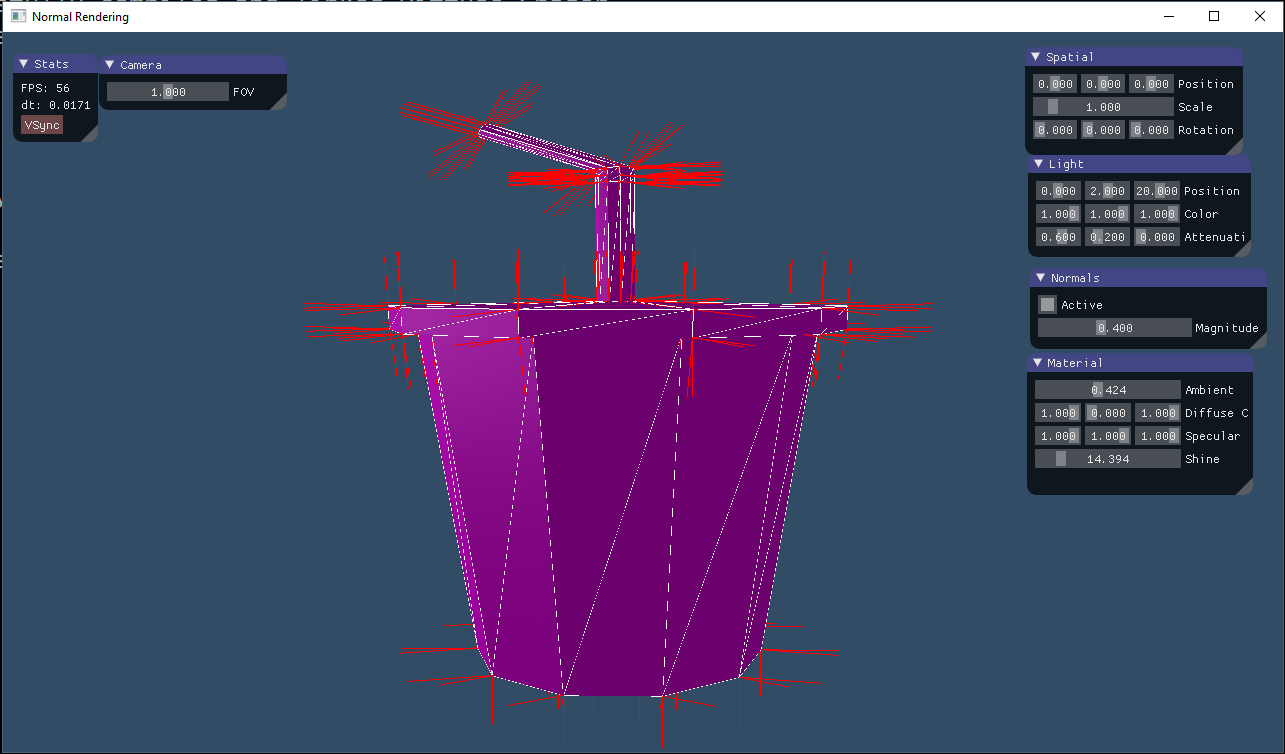 Normal Rendering
Stats
FPS: 56
dt: 0.0171
VSync
Camera
1.000 FOV
Spatial
0.000 0.000 0.000 Position
1.000 Scale
0.000 0.000 0.000 Rotation
Light
0.000 2.000 20.000 Position
1.000 1.000 1.000 Color
0.600 0.200 0.000 Attenuati
Normals
Active
0.400 Magnitude
Material
0.424 Ambient
1.000 0.000 1.000 Diffuse C
1.000 1.000 1.000 Specular
14.394 Shine